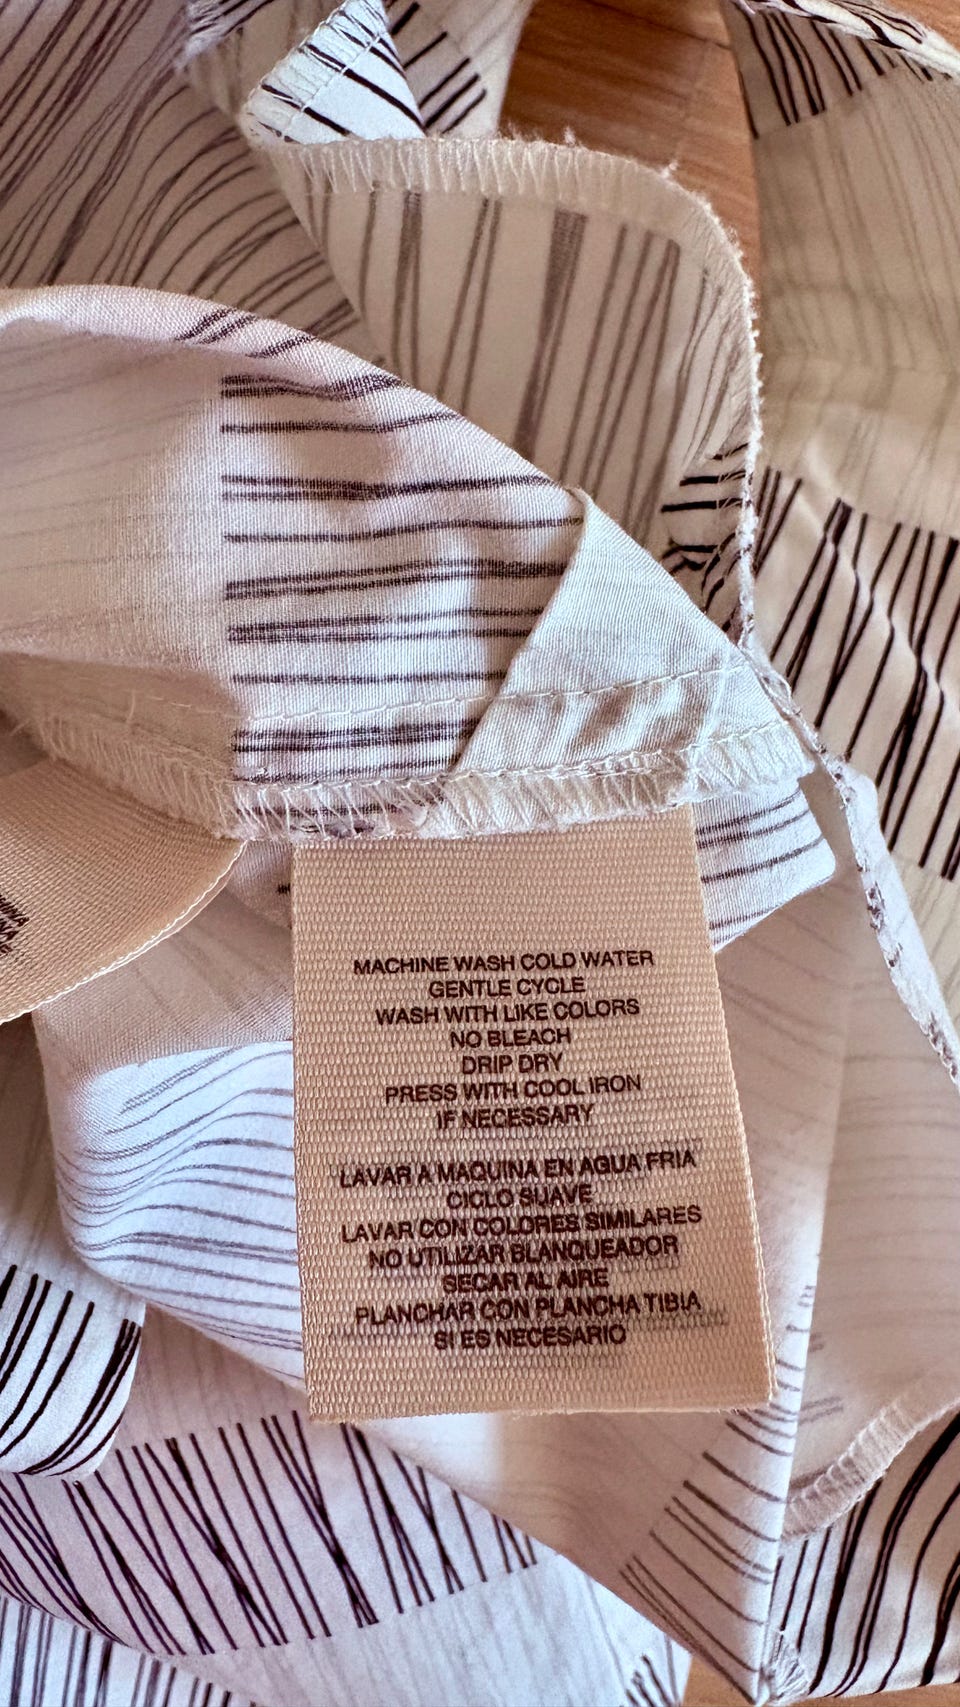 MACHINE WASH COLD WATER
GENTLE CYCLE
WASH WITH LIKE COLORS
NO BLEACH
DRIP DRY
PRESS WITH COOL IRON
IF NECESSARY
LAVAR A MAQUINA EN AGUA FRIA
CICLO SUAVE
LAVAR CON COLORES SIMILARES
NO UTILIZAR BLANQUEADOR
SECAR AL AIRE
PLANCHAR CON PLANCHA TIBIA
SI ES NECESARIO